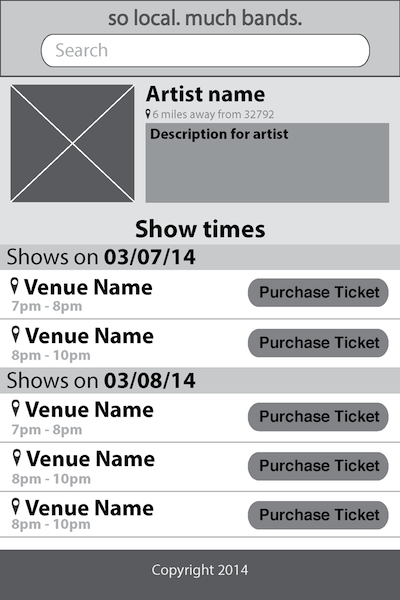 so local. much bands.
Search
Artist name
6 miles away from 32792
Description for artist
Show times
Shows on 03/07/14
Venue Name
Purchase Ticket
7pm - 8pm
Venue Name
Purchase Ticket
8pm - 10pm
Shows on 03/08/14
Venue Name
Purchase Ticket
7pm - 8pm
Venue Name
Purchase Ticket
8pm - 10pm
Venue Name
Purchase Ticket
8pm - 10pm
Copyright 2014